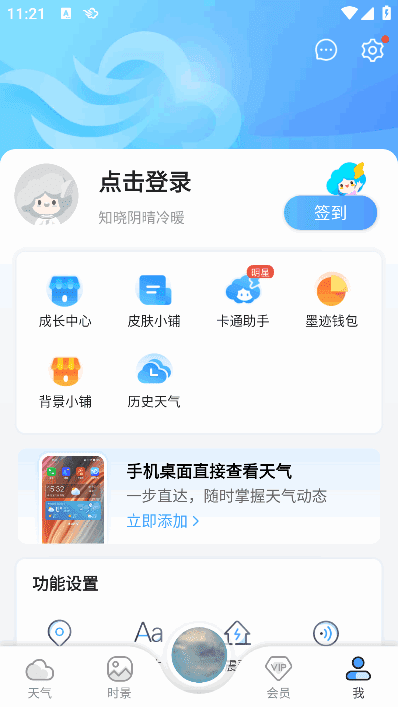 11:21
A
点击登录
知晓阴晴冷暖
签到
明星
成长中心
皮肤小铺
卡通助手
墨迹钱包
背景小铺
历史天气
手机桌面直接查看天气
一步直达，随时掌握天气动态
立即添加
15:32
功能设置
Aa
VIP
天气
时景
会员
我